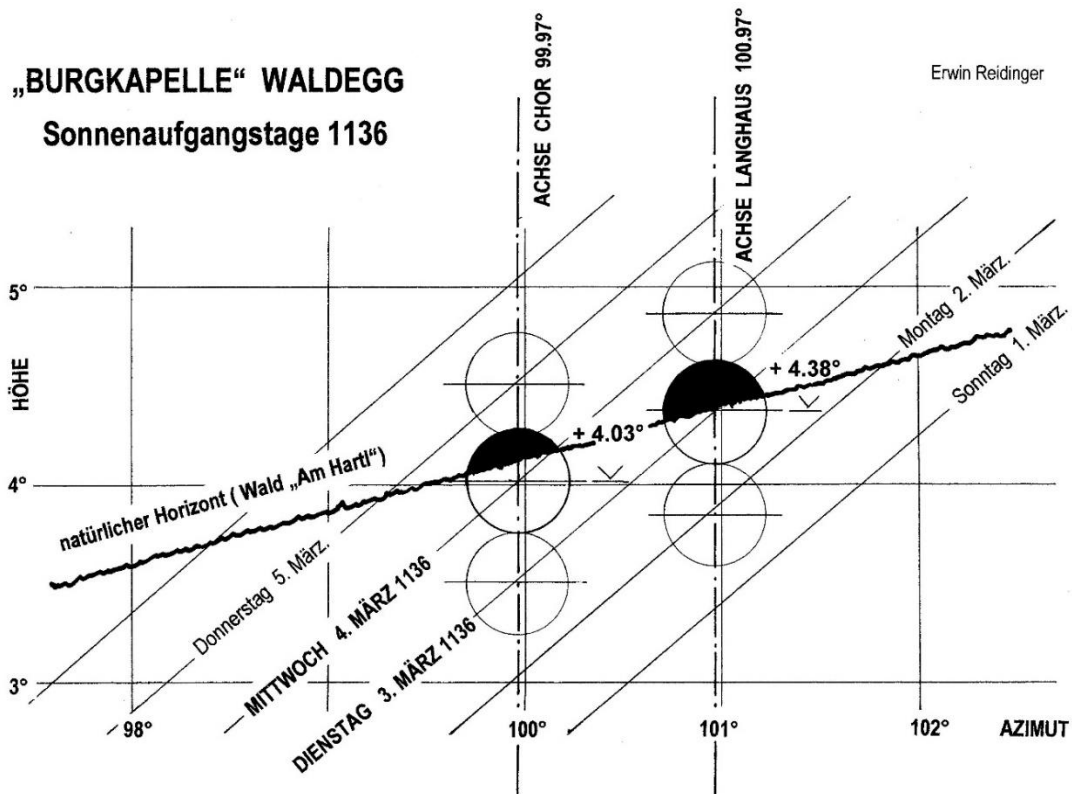 „BURGKAPELLE“ WALDEGG
Sonnenaufgangstage 1136
Erwin Reidinger
ACHSE CHOR 99.97°
ACHSE LANGHAUS 100.97°
HÖHE
5°
4°
3°
natürlicher Horizont ( Wald „Am Hartl“)
+ 4.03°
+ 4.38°
Donnerstag 5. März.
MITTWOCH 4. MÄRZ 1136
DIENSTAG 3. MÄRZ 1136
Montag 2. März.
Sonntag 1. März.
98°
100°
101°
102°
AZIMUT